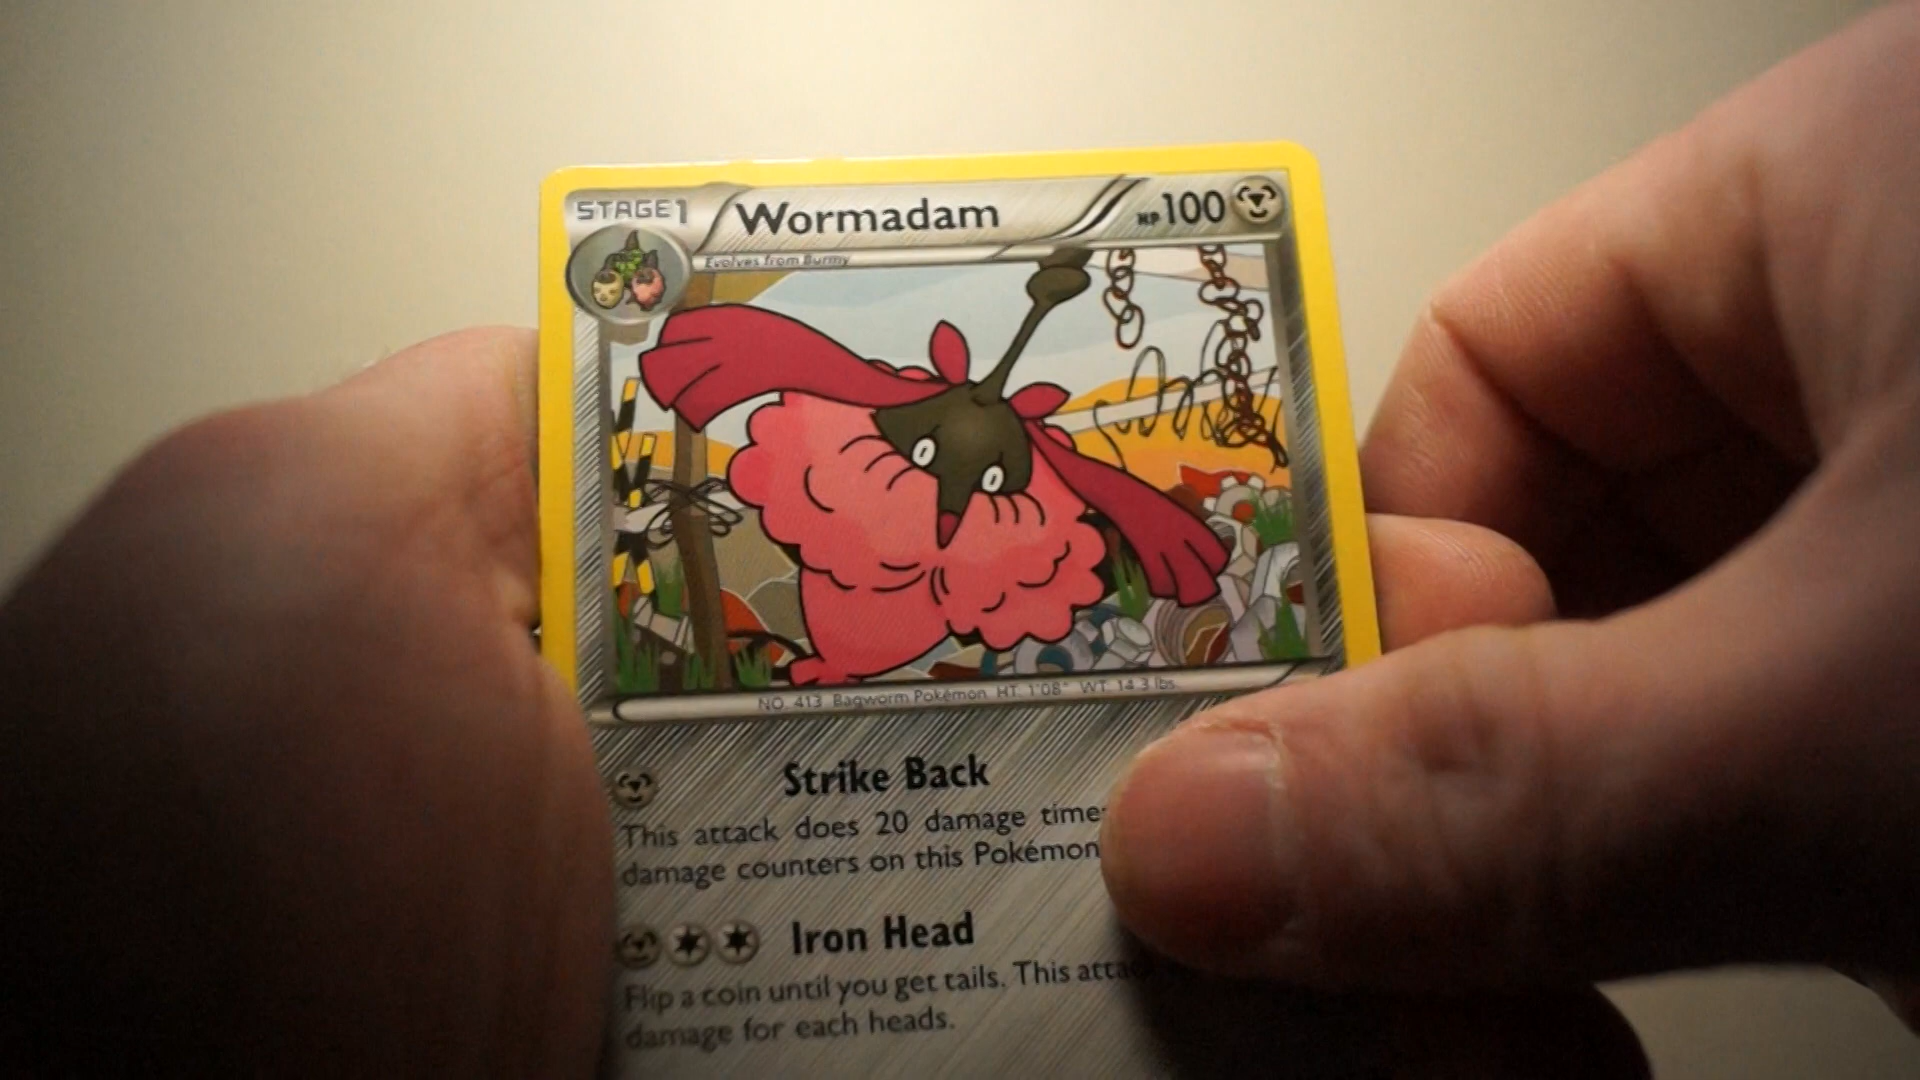 STAGE1 Wormadam HP100
Evolves from Burmy
NO. 413 Bagworm Pokémon HT: 1'08" WT: 14.3 lbs.
Strike Back
This attack does 20 damage
damage counters on this Pokémon
Iron Head
Flip a coin until you get tails. This
damage for each heads.